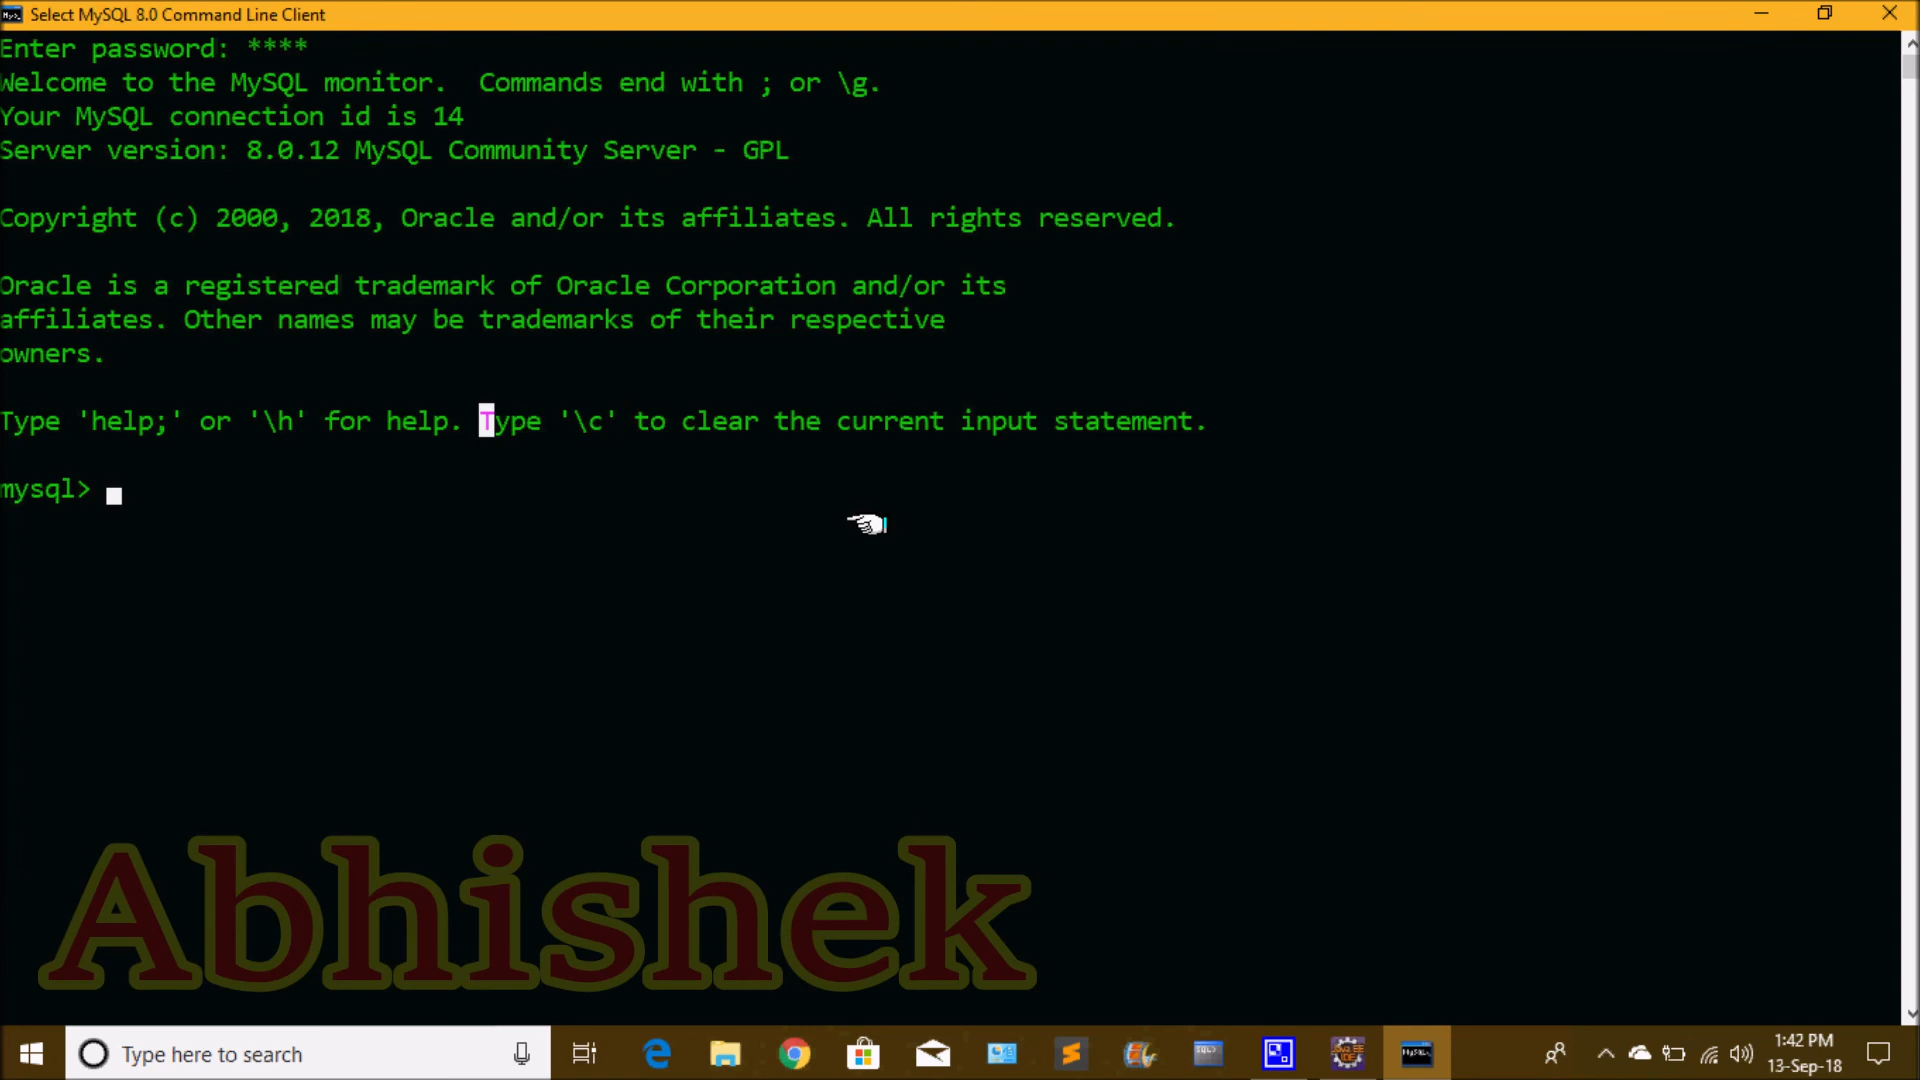 Select MySQL 8.0 Command Line Client
Enter password: ****
Welcome to the MySQL monitor.  Commands end with ; or \g.
Your MySQL connection id is 14
Server version: 8.0.12 MySQL Community Server - GPL
Copyright (c) 2000, 2018, Oracle and/or its affiliates. All rights reserved.
Oracle is a registered trademark of Oracle Corporation and/or its
affiliates. Other names may be trademarks of their respective
owners.
Type 'help;' or '\h' for help. Type '\c' to clear the current input statement.
mysql>
Abhishek
Type here to search
Java EE
IDE
MySQL
1:42 PM
13-Sep-18